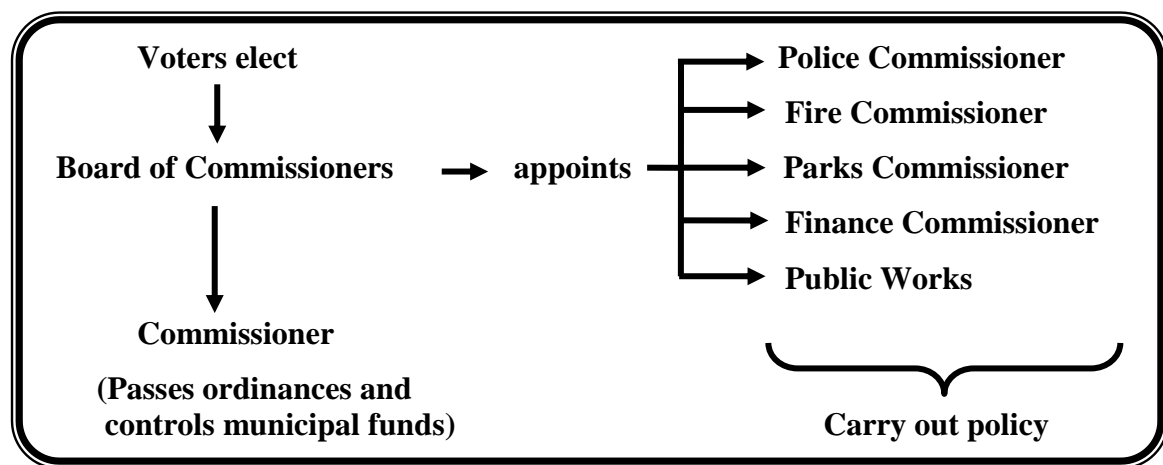 Voters elect
Board of Commissioners
Commissioner
(Passes ordinances and
controls municipal funds)
appoints
Police Commissioner
Fire Commissioner
Parks Commissioner
Finance Commissioner
Public Works
Carry out policy